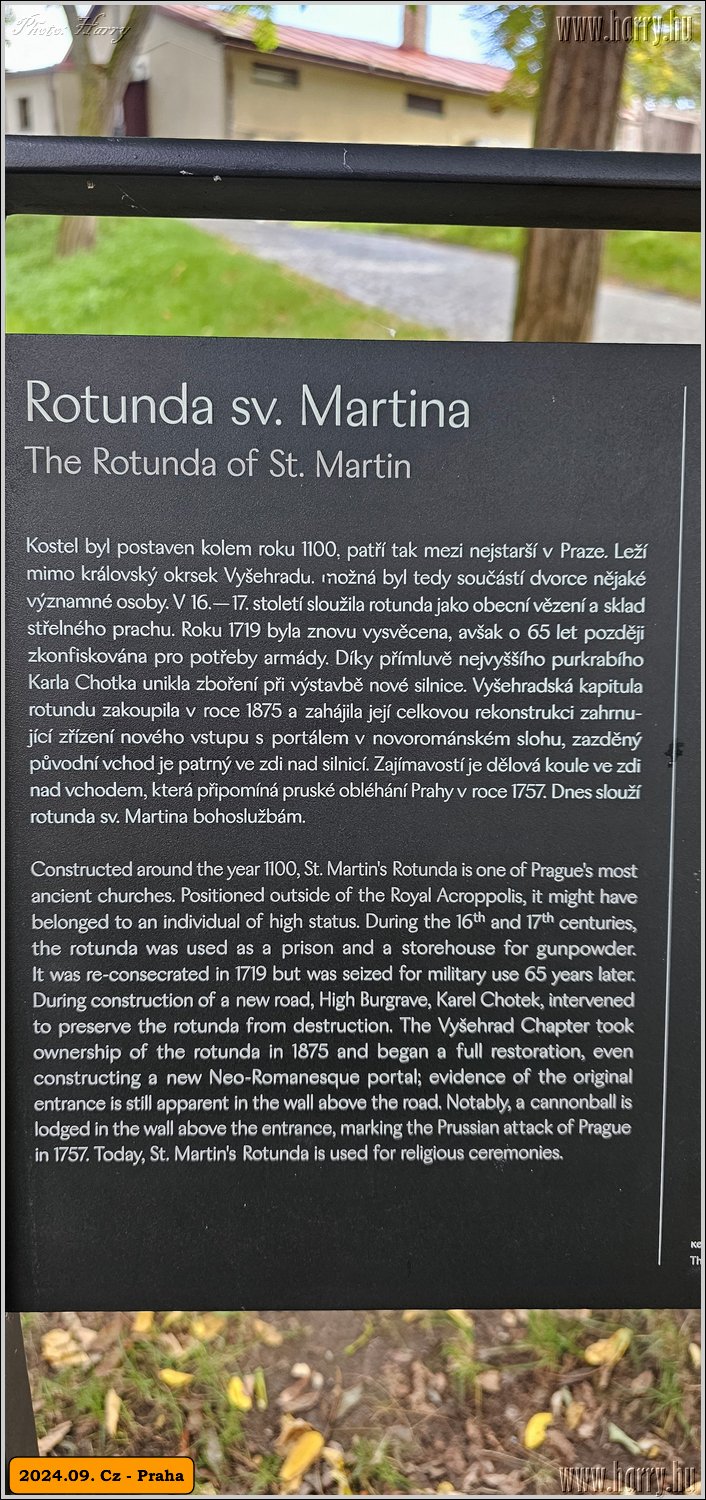 Photo: Harry
www.harry.hu
Rotunda sv. Martina
The Rotunda of St. Martin
Kostel byl postaven kolem roku 1100, patří tak mezi nejstarší v Praze. Leží
mimo královský okrsek Vyšehradu. možná byl tedy součástí dvorce nějaké
významné osoby. V 16.—17. století sloužila rotunda jako obecní vězení a sklad
střelného prachu. Roku 1719 byla znovu vysvěcena, avšak o 65 let později
zkonfiskována pro potřeby armády. Díky přímluvě nejvyššího purkrabího
Karla Chotka unikla zboření při výstavbě nové silnice. Vyšehradská kapitula
rotundu zakoupila v roce 1875 a zahájila její celkovou rekonstrukci zahrnu-
jící zřízení nového vstupu s portálem v novorománském slohu, zazděný
původní vchod je patrný ve zdi nad silnicí. Zajímavostí je dělová koule ve zdi
nad vchodem, která připomíná pruské obléhání Prahy v roce 1757. Dnes slouží
rotunda sv. Martina bohoslužbám.
Constructed around the year 1100, St. Martin's Rotunda is one of Prague's most
ancient churches. Positioned outside of the Royal Acroppolis, it might have
belonged to an individual of high status. During the 16th and 17th centuries,
the rotunda was used as a prison and a storehouse for gunpowder.
It was re-consecrated in 1719 but was seized for military use 65 years later.
During construction of a new road, High Burgrave, Karel Chotek, intervened
to preserve the rotunda from destruction. The Vyšehrad Chapter took
ownership of the rotunda in 1875 and began a full restoration, even
constructing a new Neo-Romanesque portal; evidence of the original
entrance is still apparent in the wall above the road. Notably, a cannonball is
lodged in the wall above the entrance, marking the Prussian attack of Prague
in 1757. Today, St. Martin's Rotunda is used for religious ceremonies.
2024.09. Cz - Praha
www.harry.hu